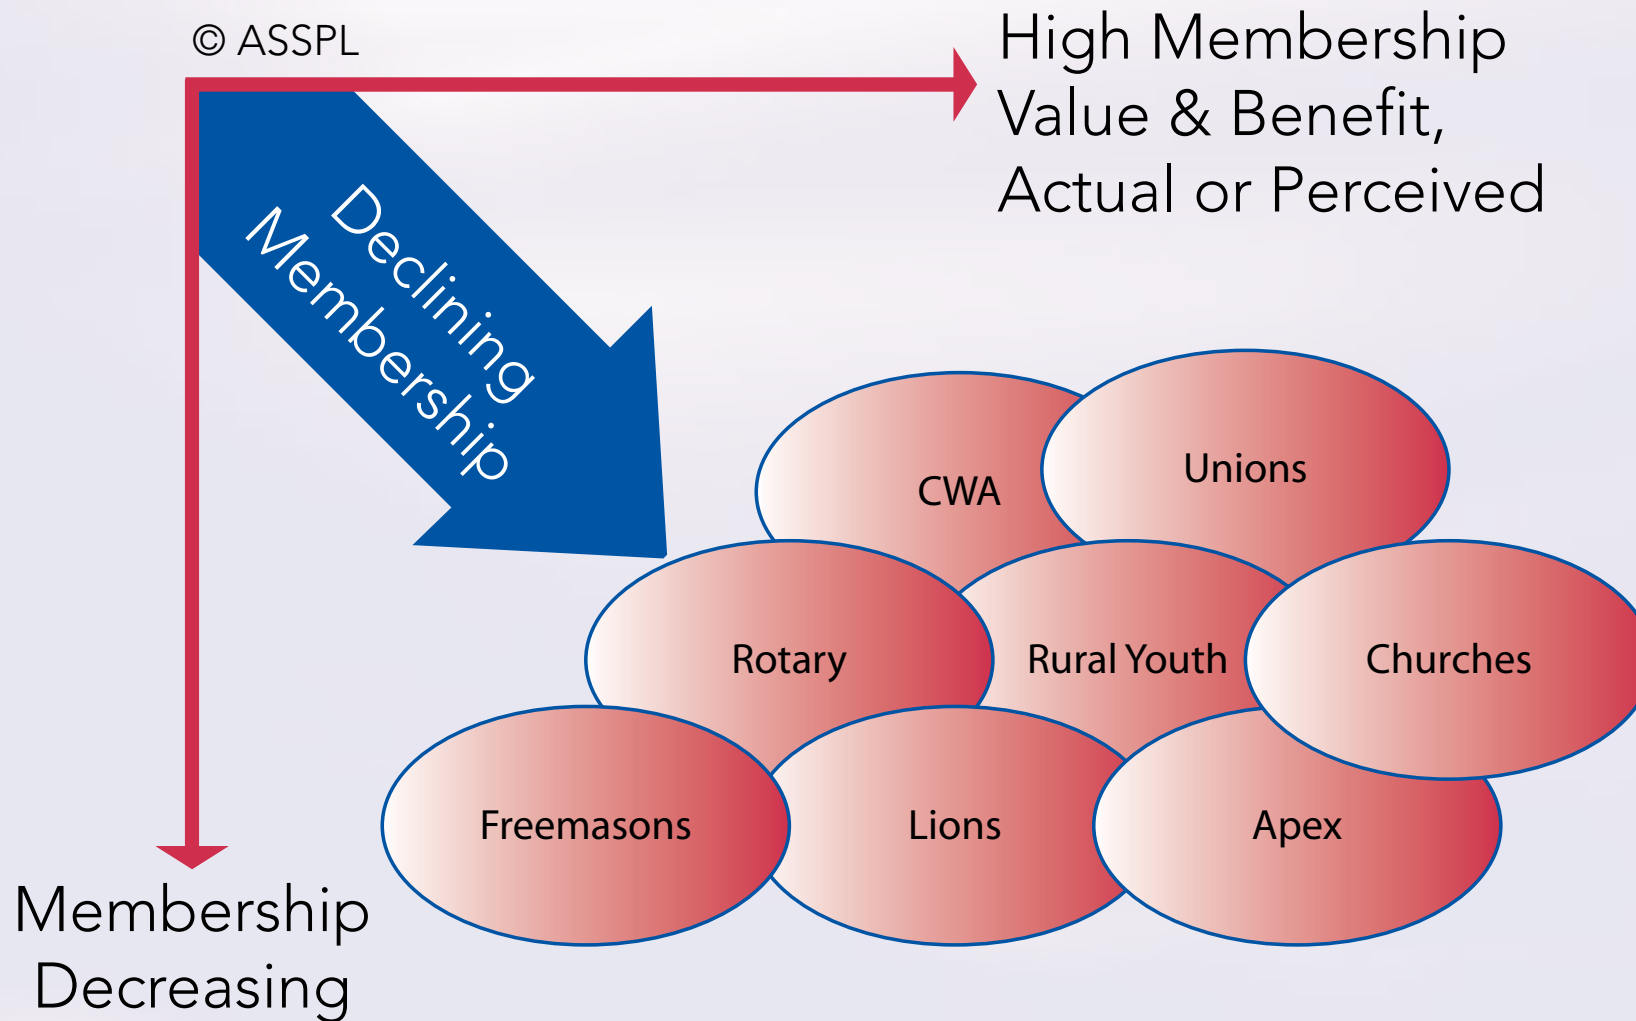 © ASSPL
High Membership
Value & Benefit,
Actual or Perceived
Declining
Membership
CWA
Unions
Rotary
Rural Youth
Churches
Freemasons
Lions
Apex
Membership
Decreasing